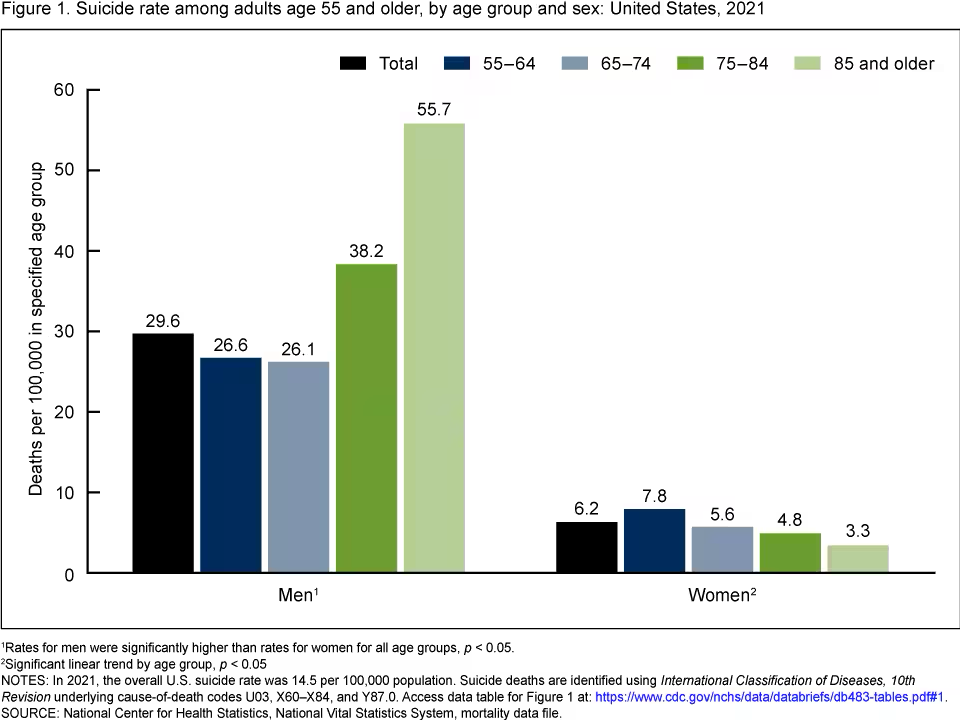 Figure 1. Suicide rate among adults age 55 and older, by age group and sex: United States, 2021
Total 55–64 65–74 75–84 85 and older
Deaths per 100,000 in specified age group
60
50
40
30
20
10
0
29.6
26.6
26.1
38.2
55.7
6.2
7.8
5.6
4.8
3.3
Men¹
Women²
¹Rates for men were significantly higher than rates for women for all age groups, p < 0.05.
²Significant linear trend by age group, p < 0.05
NOTES: In 2021, the overall U.S. suicide rate was 14.5 per 100,000 population. Suicide deaths are identified using International Classification of Diseases, 10th
Revision underlying cause-of-death codes U03, X60–X84, and Y87.0. Access data table for Figure 1 at: https://www.cdc.gov/nchs/data/databriefs/db483-tables.pdf#1.
SOURCE: National Center for Health Statistics, National Vital Statistics System, mortality data file.